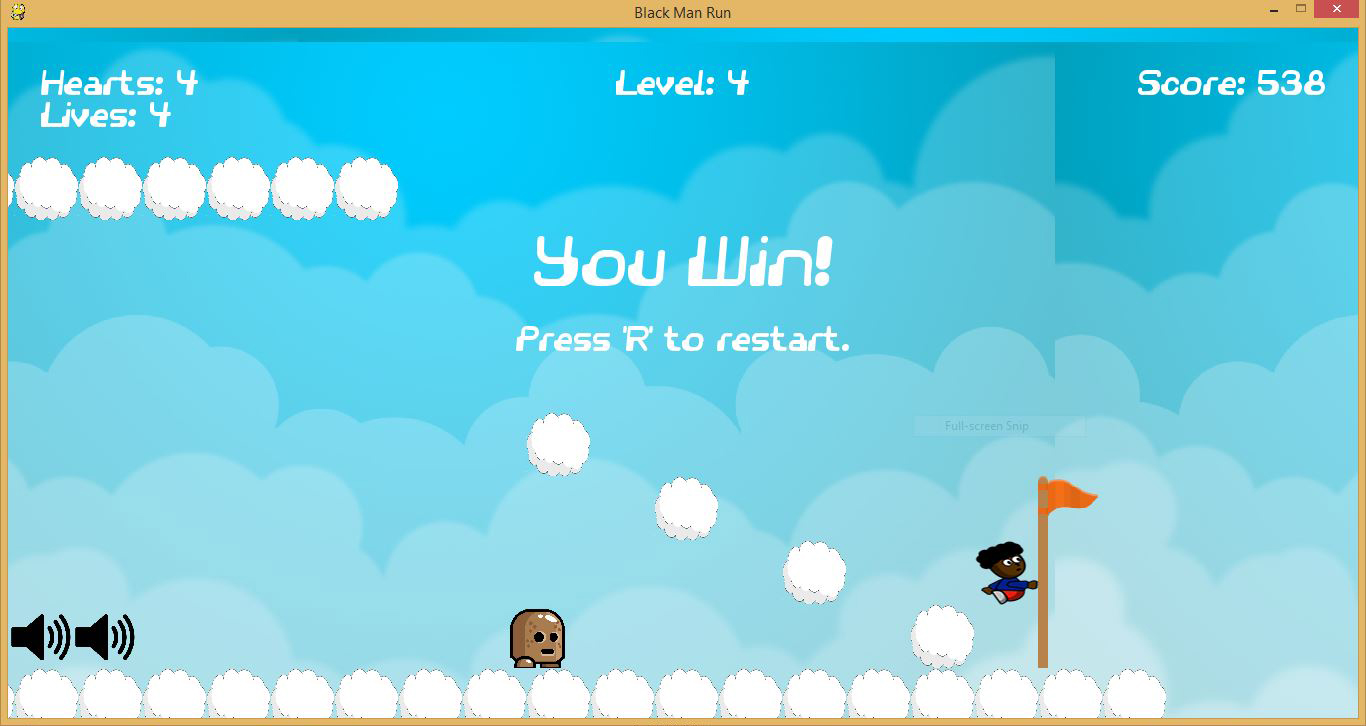 Black Man Run
Hearts: 4
Level: 4
Score: 538
Lives: 4
You Win!
Press 'R' to restart.
Full-screen Snip